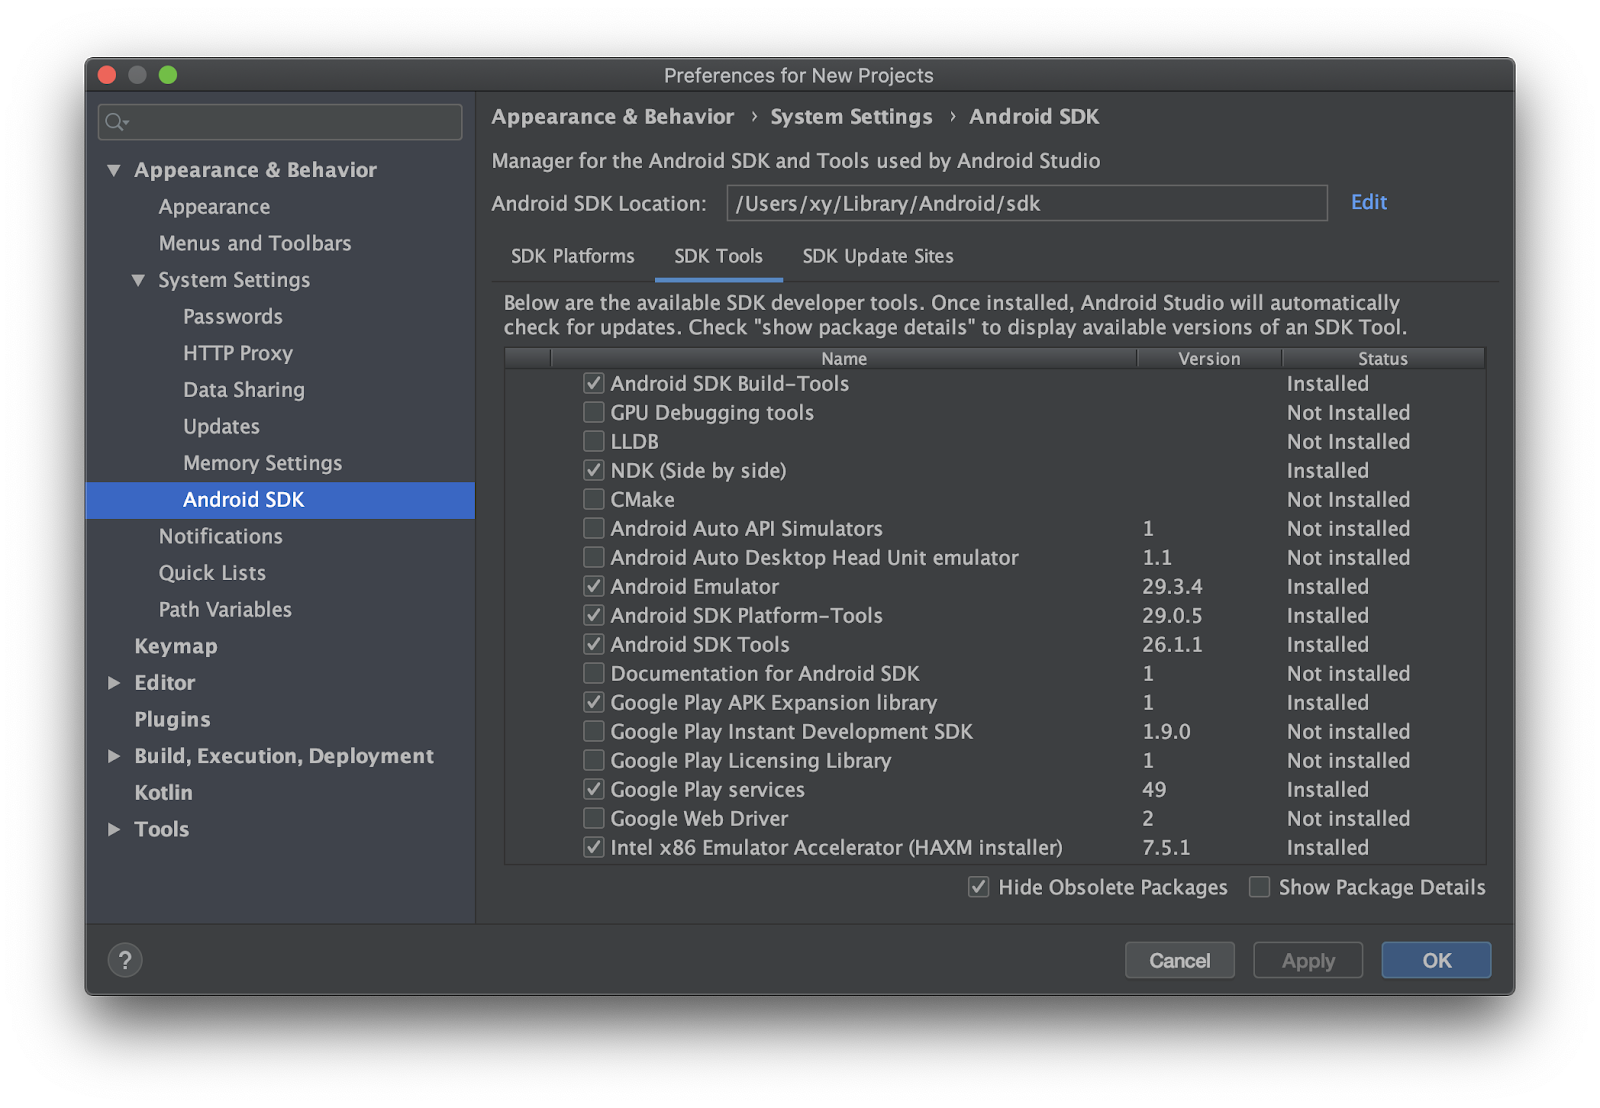 Preferences for New Projects
Appearance & Behavior
Appearance
Menus and Toolbars
System Settings
Passwords
HTTP Proxy
Data Sharing
Updates
Memory Settings
Android SDK
Notifications
Quick Lists
Path Variables
Keymap
Editor
Plugins
Build, Execution, Deployment
Kotlin
Tools
Appearance & Behavior › System Settings › Android SDK
Manager for the Android SDK and Tools used by Android Studio
Android SDK Location: /Users/xy/Library/Android/sdk Edit
SDK Platforms SDK Tools SDK Update Sites
Below are the available SDK developer tools. Once installed, Android Studio will automatically
check for updates. Check "show package details" to display available versions of an SDK Tool.
Name Version Status
Android SDK Build-Tools Installed
GPU Debugging tools Not Installed
LLDB Not Installed
NDK (Side by side) Installed
CMake Not Installed
Android Auto API Simulators 1 Not installed
Android Auto Desktop Head Unit emulator 1.1 Not installed
Android Emulator 29.3.4 Installed
Android SDK Platform-Tools 29.0.5 Installed
Android SDK Tools 26.1.1 Installed
Documentation for Android SDK 1 Not installed
Google Play APK Expansion library 1 Installed
Google Play Instant Development SDK 1.9.0 Not installed
Google Play Licensing Library 1 Not installed
Google Play services 49 Installed
Google Web Driver 2 Not installed
Intel x86 Emulator Accelerator (HAXM installer) 7.5.1 Installed
Hide Obsolete Packages Show Package Details
? Cancel Apply OK